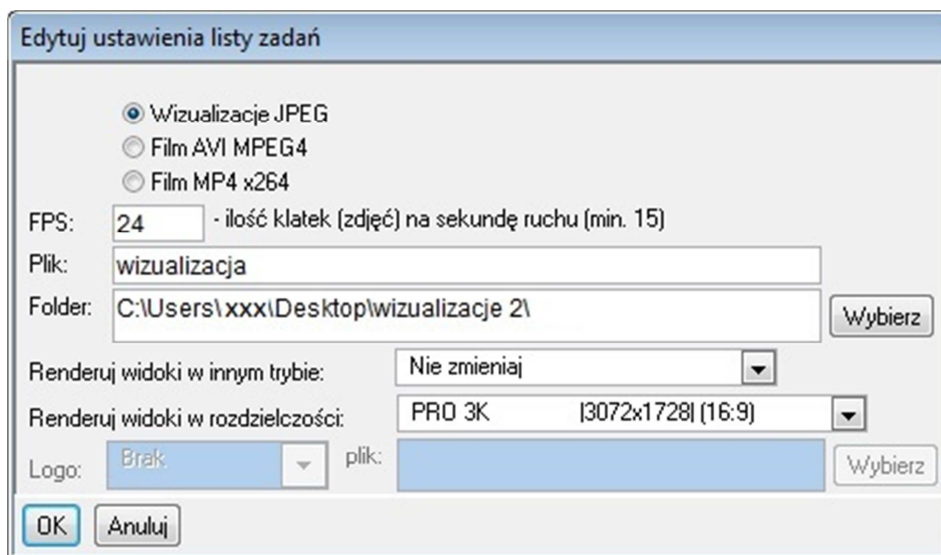 Edytuj ustawienia listy zadań
Wizualizacje JPEG
Film AVI MPEG4
Film MP4 x264
FPS: 24 - ilość klatek (zdjęć) na sekundę ruchu (min. 15)
Plik: wizualizacja
Folder: C:\Users\xxx\Desktop\wizualizacje 2\ Wybierz
Renderuj widoki w innym trybie: Nie zmieniaj
Renderuj widoki w rozdzielczości: PRO 3K |3072x1728| (16:9)
Logo: Brak plik: Wybierz
OK Anuluj